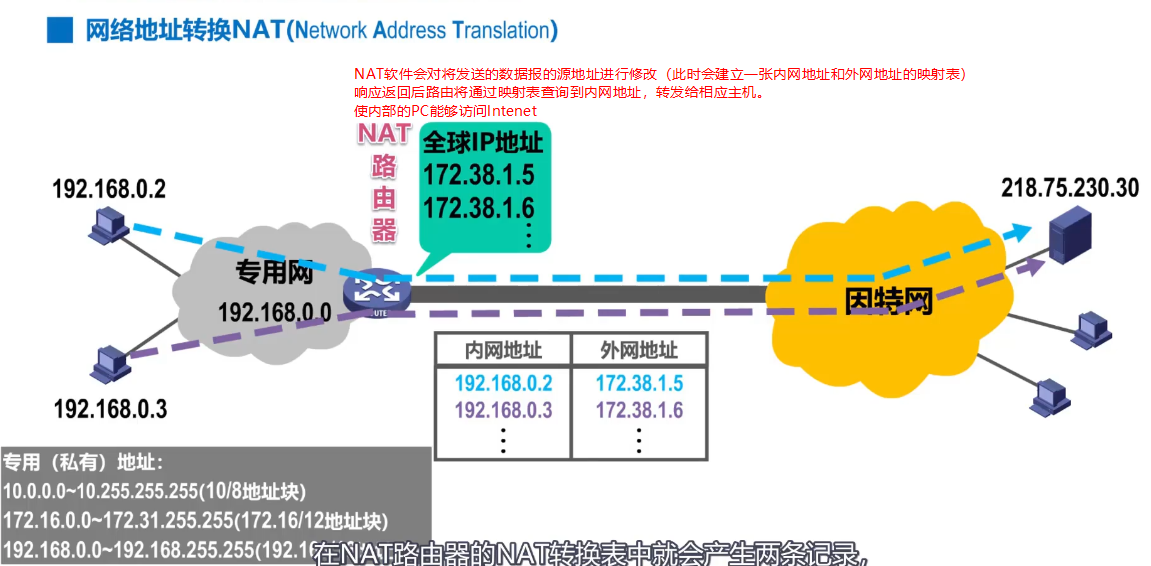 网络地址转换NAT(Network Address Translation)
NAT软件会对将发送的数据报的源地址进行修改（此时会建立一张内网地址和外网地址的映射表）
响应返回后路由将通过映射表查询到内网地址，转发给相应主机。
使内部的PC能够访问Intenet
NAT
路
由
器
全球IP地址
172.38.1.5
172.38.1.6
⋮
192.168.0.2
218.75.230.30
专用网
192.168.0.0
因特网
192.168.0.3
内网地址 外网地址
192.168.0.2 172.38.1.5
192.168.0.3 172.38.1.6
⋮ ⋮
专用（私有）地址：
10.0.0.0~10.255.255.255(10/8地址块)
172.16.0.0~172.31.255.255(172.16/12地址块)
192.168.0.0~192.168.255.255(192.16
在NAT路由器的NAT转换表中就会产生两条记录，